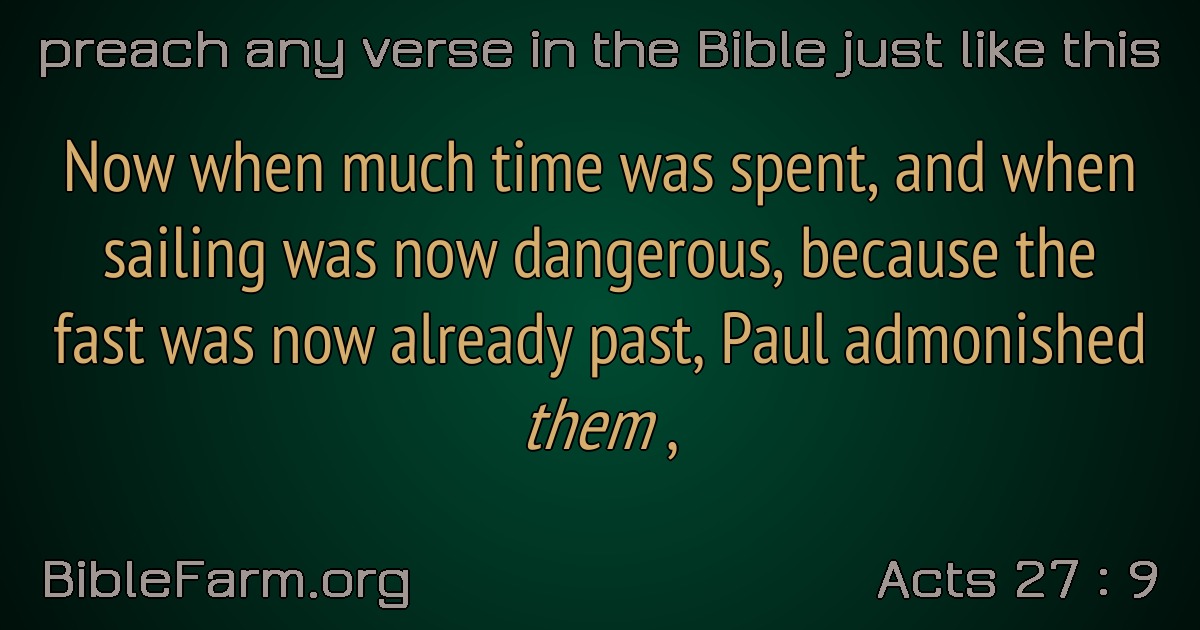 preach any verse in the Bible just like this
Now when much time was spent, and when
sailing was now dangerous, because the
fast was now already past, Paul admonished
them ,
BibleFarm.org
Acts 27 : 9